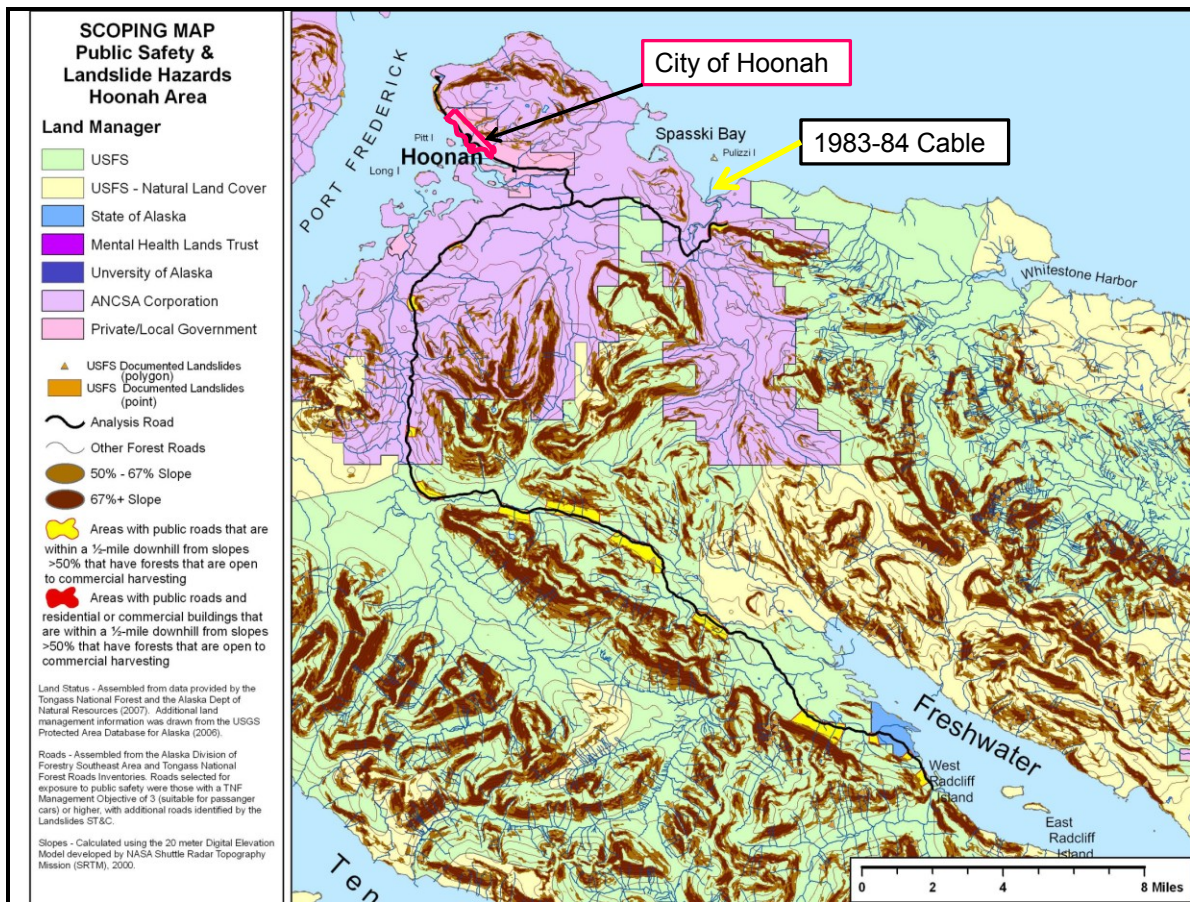 SCOPING MAP
Public Safety &
Landslide Hazards
Hoonah Area
Land Manager
USFS
USFS - Natural Land Cover
State of Alaska
Mental Health Lands Trust
Unversity of Alaska
ANCSA Corporation
Private/Local Government
USFS Documented Landslides
(polygon)
USFS Documented Landslides
(point)
Analysis Road
Other Forest Roads
50% - 67% Slope
67%+ Slope
Areas with public roads that are
within a ½-mile downhill from slopes
>50% that have forests that are open
to commercial harvesting
Areas with public roads and
residential or commercial buildings that
are within a ½-mile downhill from slopes
>50% that have forests that are open to
commercial harvesting
Land Status - Assembled from data provided by the
Tongass National Forest and the Alaska Dept of
Natural Resources (2007). Additional land
management information was drawn from the USGS
Protected Area Database for Alaska (2006).
Roads - Assembled from the Alaska Division of
Forestry Southeast Area and Tongass National
Forest Roads Inventories. Roads selected for
exposure to public safety were those with a TNF
Management Objective of 3 (suitable for passanger
cars) or higher, with additional roads identified by the
Landslides ST&C.
Slopes - Calculated using the 20 meter Digital Elevation
Model developed by NASA Shuttle Radar Topography
Mission (SRTM), 2000.
PORT FREDERICK
City of Hoonah
Spasski Bay
1983-84 Cable
Pitt I
Pulizzi I
Hoonah
Long I
Whitestone Harbor
Freshwater
West
Radcliff
Island
East
Radcliff
Island
Ten
0 2 4 8 Miles